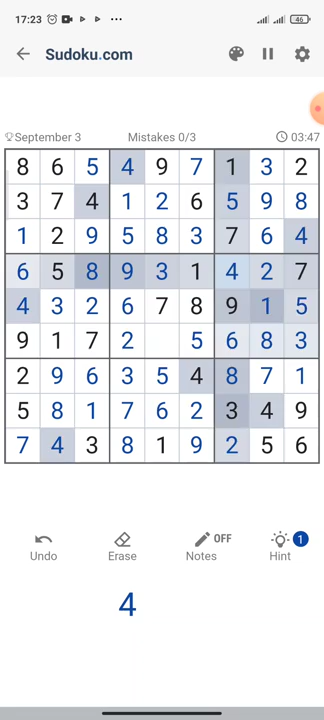 17:23 46
Sudoku.com
September 3 Mistakes 0/3 03:47
8 6 5 4 9 7 1 3 2
3 7 4 1 2 6 5 9 8
1 2 9 5 8 3 7 6 4
6 5 8 9 3 1 4 2 7
4 3 2 6 7 8 9 1 5
9 1 7 2 5 6 8 3
2 9 6 3 5 4 8 7 1
5 8 1 7 6 2 3 4 9
7 4 3 8 1 9 2 5 6
OFF 1
Undo Erase Notes Hint
4